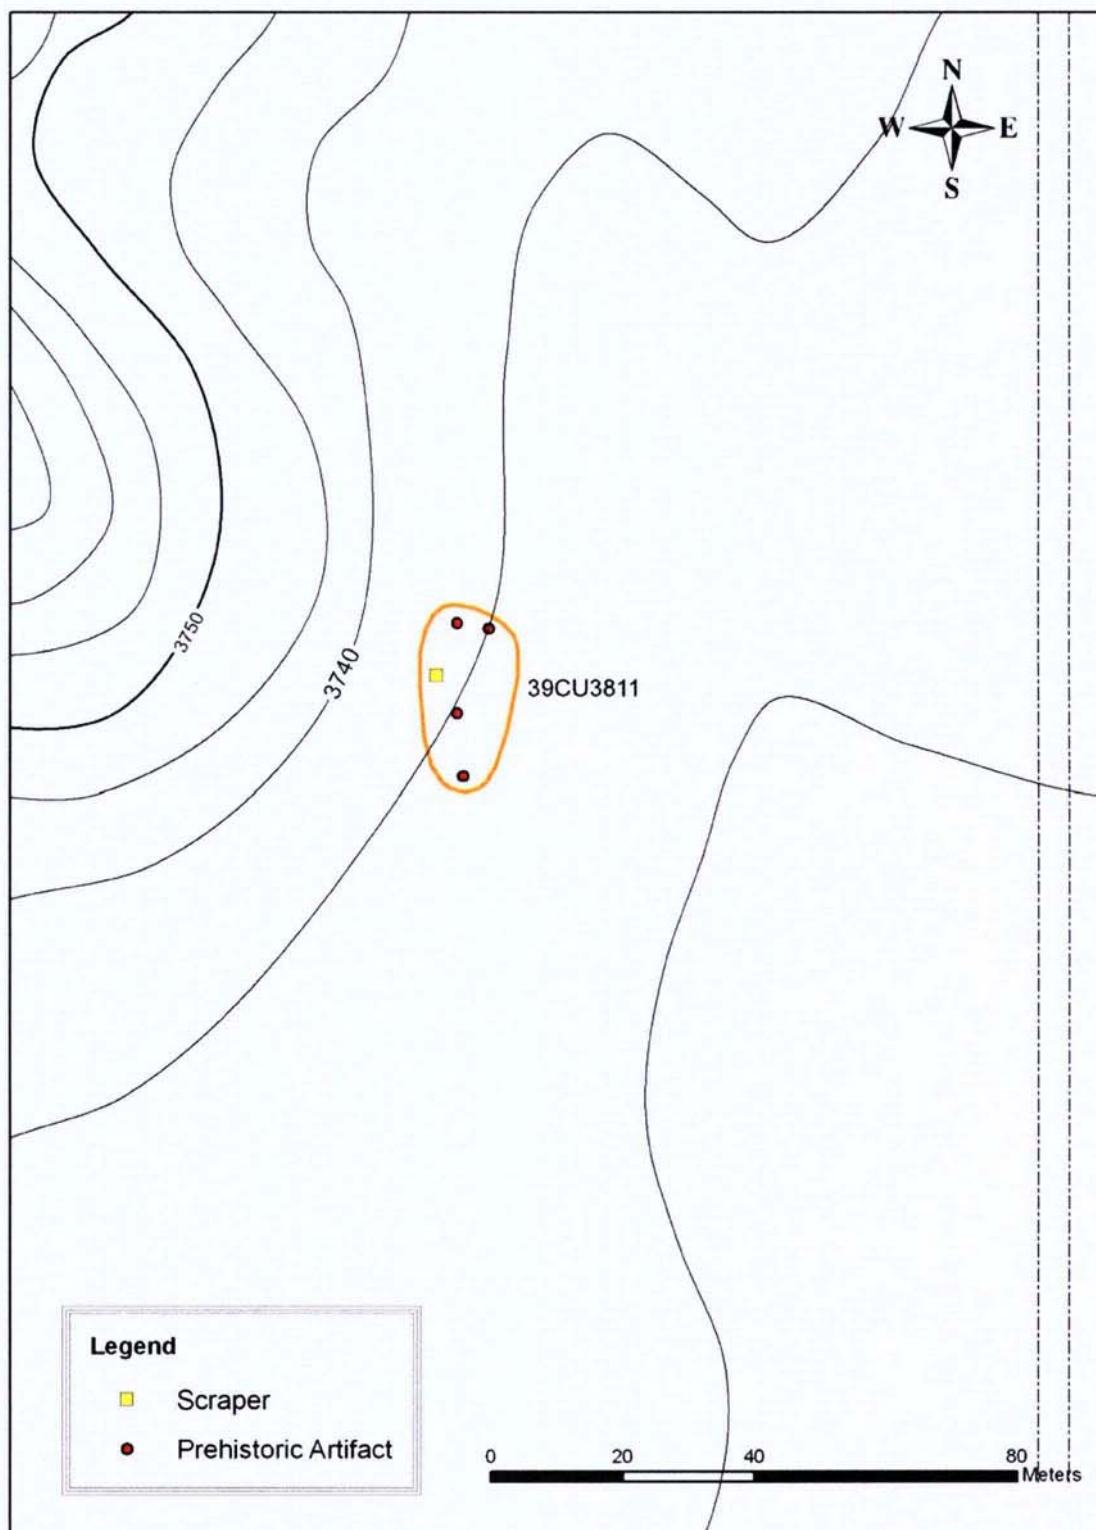 N
W E
S
3750
3740
39CU3811
Legend
Scraper
Prehistoric Artifact
0 20 40 80
Meters